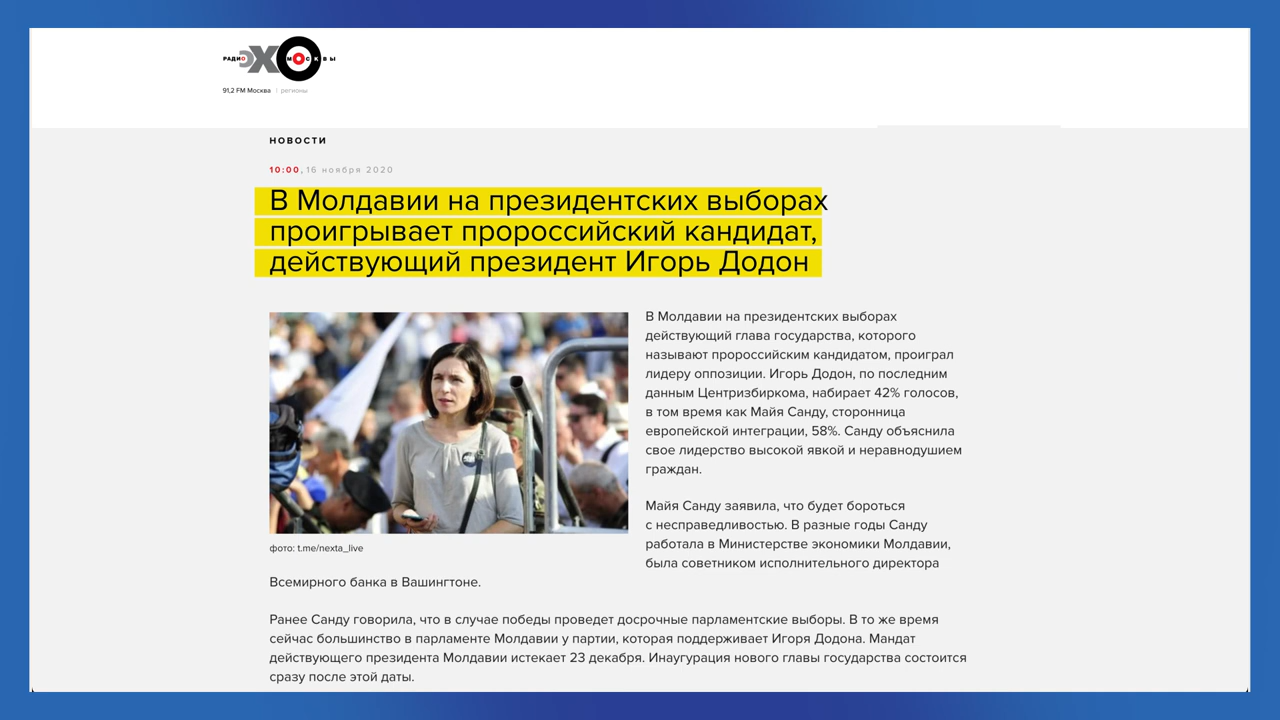 РАДИО ЭХО МОСКВЫ
91,2 FM Москва | регионы
НОВОСТИ
10:00, 16 ноября 2020
В Молдавии на президентских выборах
проигрывает пророссийский кандидат,
действующий президент Игорь Додон
В Молдавии на президентских выборах
действующий глава государства, которого
называют пророссийским кандидатом, проиграл
лидеру оппозиции. Игорь Додон, по последним
данным Центризбиркома, набирает 42% голосов,
в том время как Майя Санду, сторонница
европейской интеграции, 58%. Санду объяснила
свое лидерство высокой явкой и неравнодушием
граждан.
Майя Санду заявила, что будет бороться
с несправедливостью. В разные годы Санду
работала в Министерстве экономики Молдавии,
была советником исполнительного директора
фото: t.me/nexta_live
Всемирного банка в Вашингтоне.
Ранее Санду говорила, что в случае победы проведет досрочные парламентские выборы. В то же время
сейчас большинство в парламенте Молдавии у партии, которая поддерживает Игоря Додона. Мандат
действующего президента Молдавии истекает 23 декабря. Инаугурация нового главы государства состоится
сразу после этой даты.